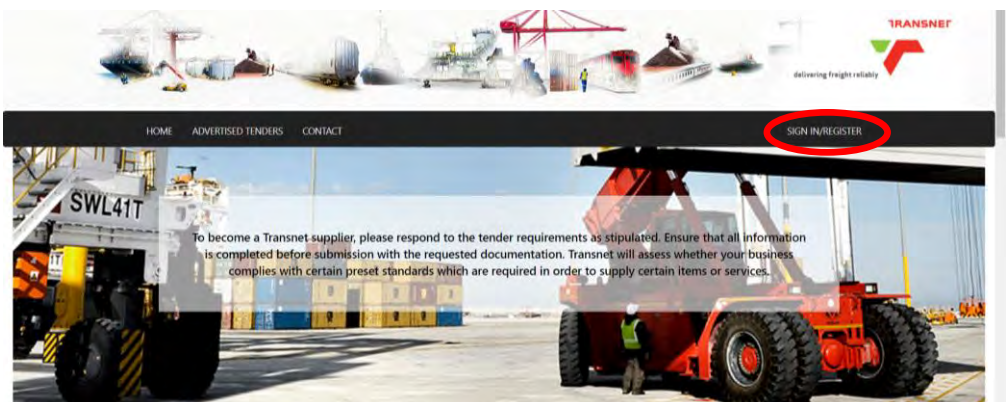 TRANSNET
delivering freight reliably
HOME ADVERTISED TENDERS CONTACT SIGN IN/REGISTER
SWL41T
To become a Transnet supplier, please respond to the tender requirements as stipulated. Ensure that all information
is completed before submission with the requested documentation. Transnet will assess whether your business
complies with certain preset standards which are required in order to supply certain items or services.